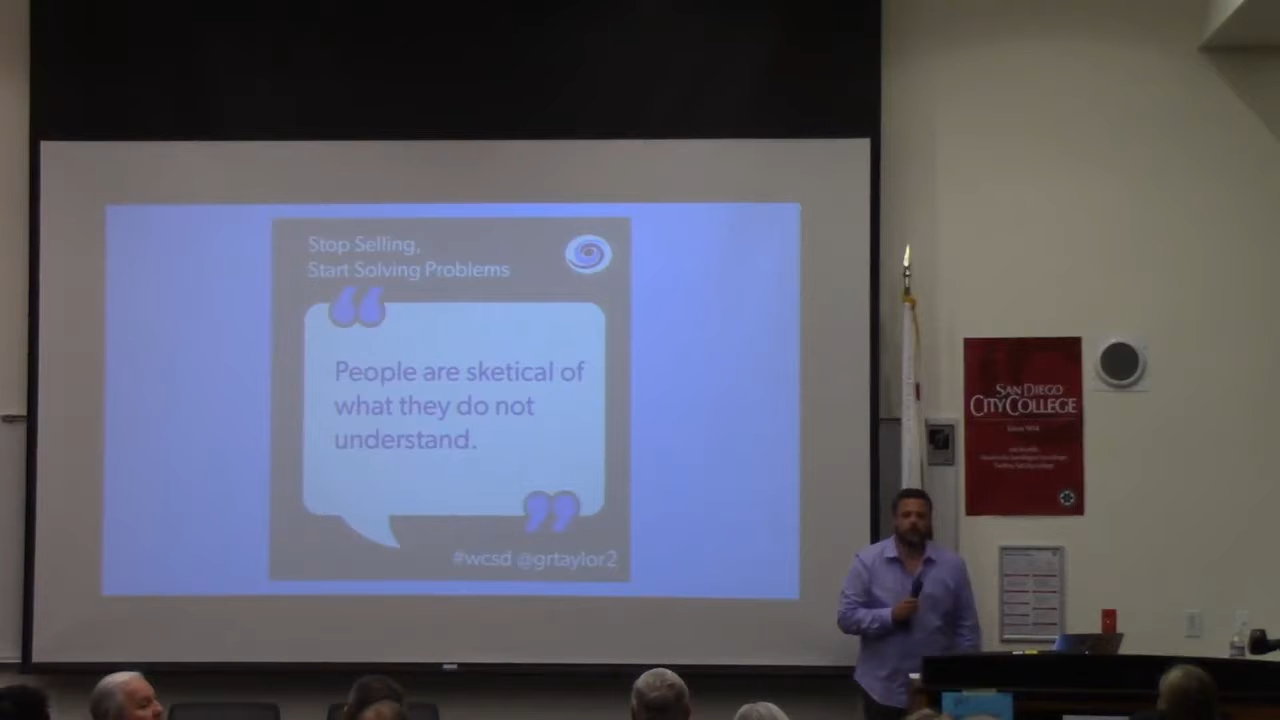 Stop Selling,
Start Solving Problems
People are sketical of
what they do not
understand.
#wcsd @grtaylor2
SAN DIEGO
CITY COLLEGE